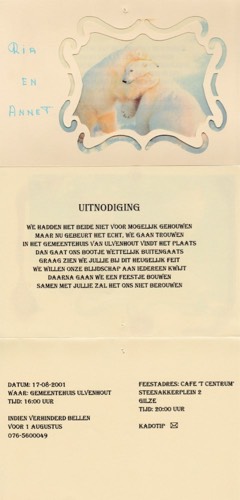 Ria
en
Annet
UITNODIGING
WE HADDEN HET BEIDE NIET VOOR MOGELIJK GEHOUWEN
MAAR NU GEBEURT HET ECHT, WE GAAN TROUWEN
IN HET GEMEENTEHUIS VAN ULVENHOUT VINDT HET PLAATS
DAN GAAT ONS BOOTJE WETTELIJK BUITENGAATS
GRAAG ZIEN WE JULLIE BIJ DIT HEUGELIJK FEIT
WE WILLEN ONZE BLIJDSCHAP AAN IEDEREEN KWIJT
DAARNA GAAN WE EEN FEESTJE BOUWEN
SAMEN MET JULLIE ZAL HET ONS NIET BEROUWEN
DATUM: 17-08-2001
WAAR: GEMEENTEHUIS ULVENHOUT
TIJD: 16:00 UUR
INDIEN VERHINDERD BELLEN
VOOR 1 AUGUSTUS
076-5600049
FEESTADRES: CAFE 'T CENTRUM'
STEENAKKERPLEIN 2
GILZE
TIJD: 20:00 UUR
KADOTIP